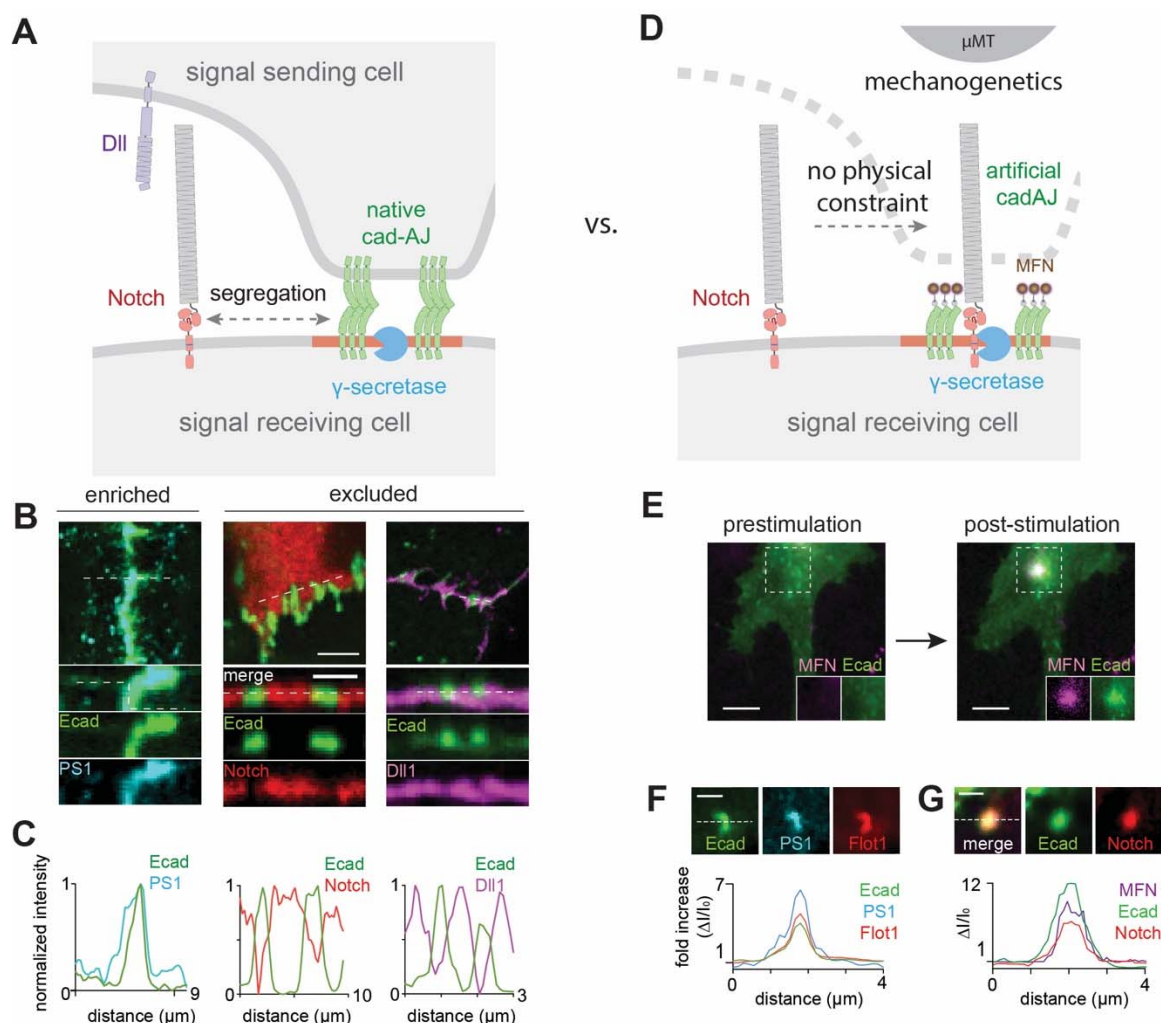 A
signal sending cell
Dll
native
cad-AJ
Notch
segregation
γ-secretase
signal receiving cell
vs.
D
μMT
mechanogenetics
no physical
constraint
artificial
cadAJ
MFN
Notch
γ-secretase
signal receiving cell
B
enriched
excluded
merge
Ecad
Ecad
Ecad
PS1
Notch
Dll1
C
normalized intensity
1
0
9
Ecad
PS1
distance (μm)
1
0
10
Ecad
Notch
distance (μm)
1
0
3
Ecad
Dll1
distance (μm)
E
prestimulation
post-stimulation
MFN Ecad
MFN Ecad
F
Ecad
PS1
Flot1
fold increase
(ΔI/I₀)
7
1
Ecad
PS1
Flot1
0
4
distance (μm)
G
merge
Ecad
Notch
ΔI/I₀
12
1
MFN
Ecad
Notch
0
4
distance (μm)